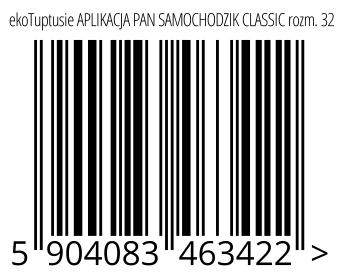 ekoTuptusie APLIKACJA PAN SAMOCHODZIK CLASSIC rozm. 32
5 904083 463422 >